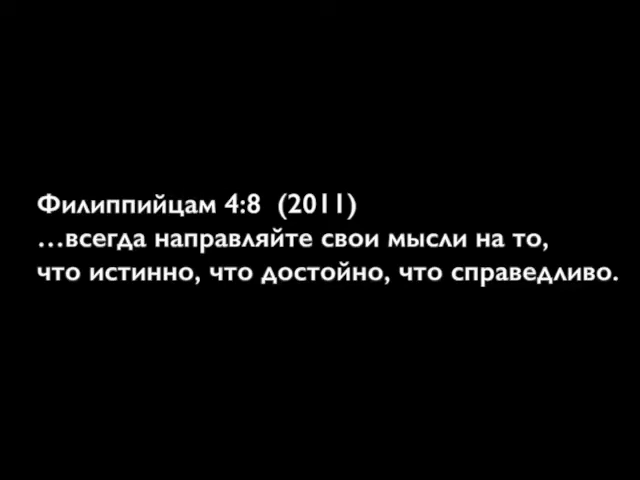 Филиппийцам 4:8  (2011)
…всегда направляйте свои мысли на то,
что истинно, что достойно, что справедливо.